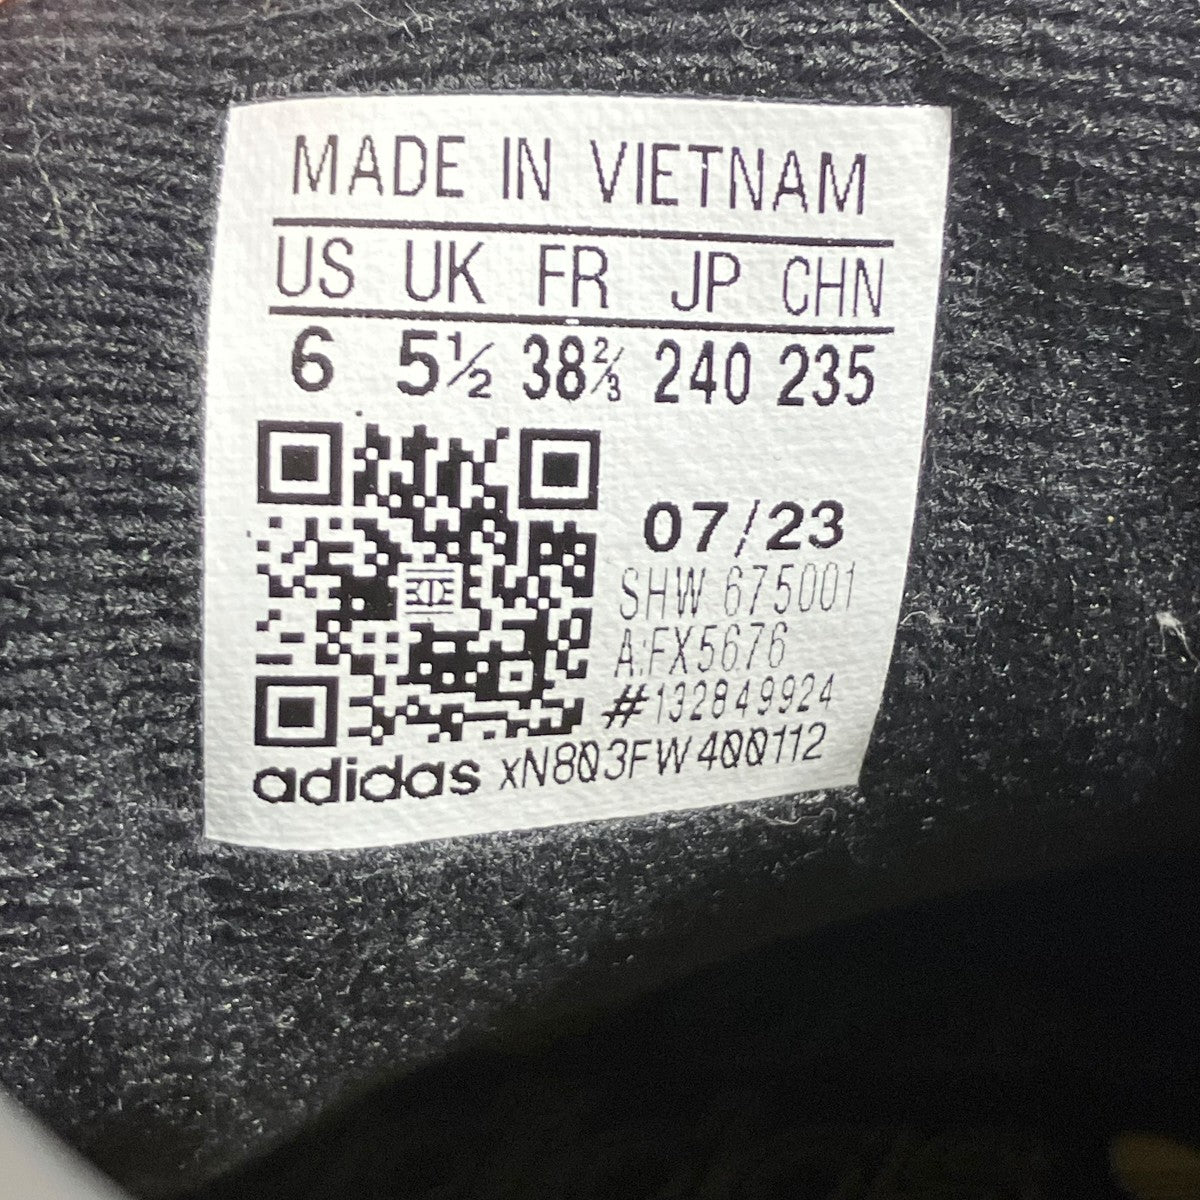 MADE IN VIETNAM
US UK FR JP CHN
6 5½ 38⅔ 240 235
07/23
SHW 675001
A:FX5676
#132849924
adidas xN803FW400112